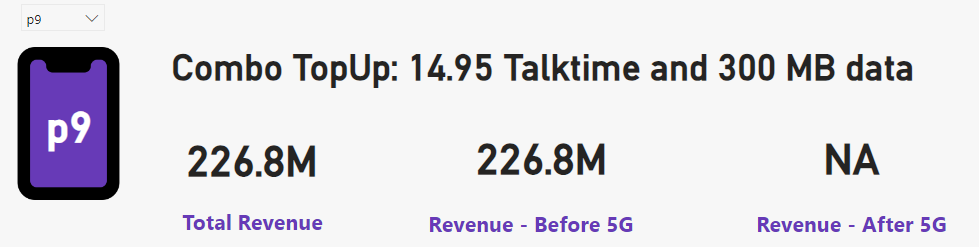 p9
Combo TopUp: 14.95 Talktime and 300 MB data
p9
226.8M
226.8M
NA
Total Revenue
Revenue - Before 5G
Revenue - After 5G